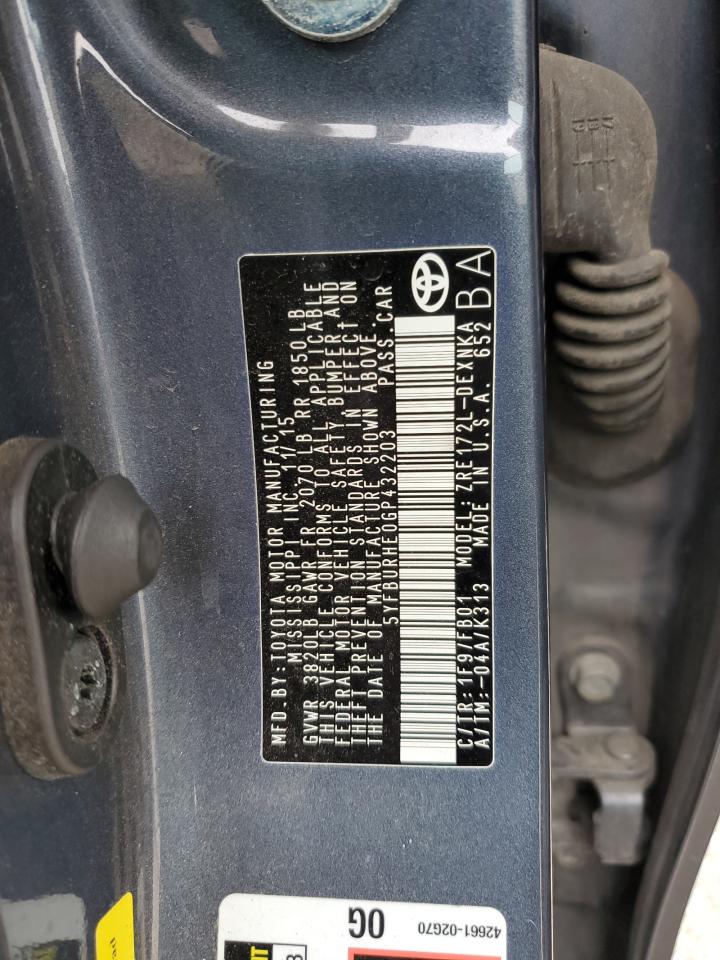 MFD.BY:TOYOTA MOTOR MANUFACTURING
MISSISSIPPI, INC. 11/15
GVWR 3820LB GAWR FR 2070 LB RR 1850 LB
THIS VEHICLE CONFORMS TO ALL APPLICABLE
FEDERAL MOTOR VEHICLE SAFETY, BUMPER, AND
THEFT PREVENTION STANDARDS IN EFFECT ON
THE DATE OF MANUFACTURE SHOWN ABOVE.
5YFBURHE0GP432203 PASS.CAR
C/TR: 1F9/FB01 MODEL: ZRE172L-DEXNKA
A/TM:-04A/K313 MADE IN U.S.A. 652
BA
0G
42661-02G70